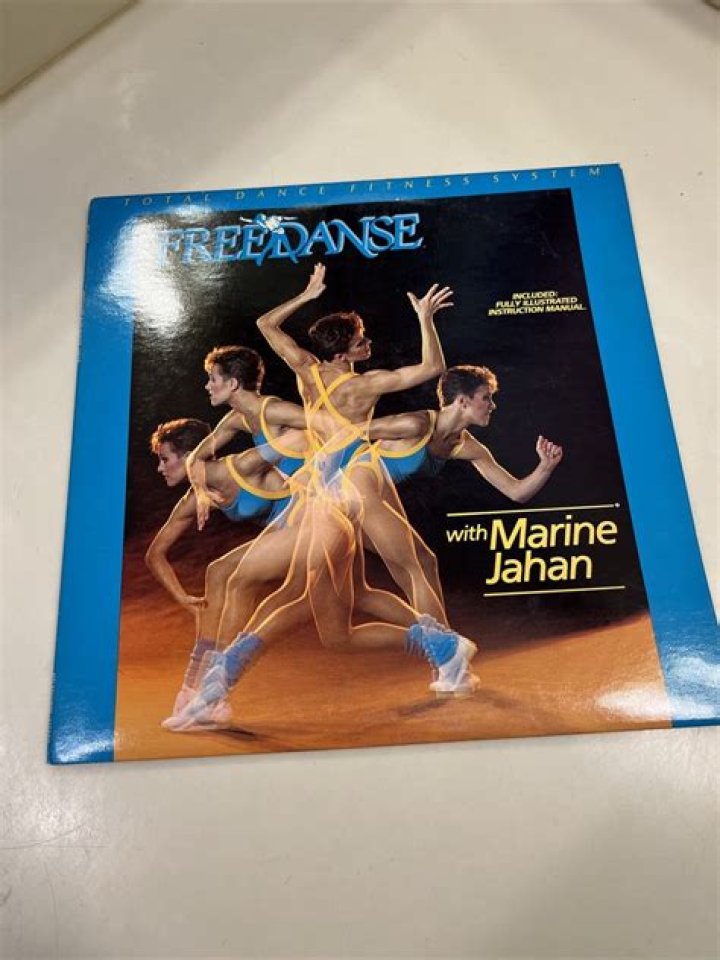 TOTAL DANCE FITNESS SYSTEM
FREEDANSE
INCLUDED:
FULLY ILLUSTRATED
INSTRUCTION MANUAL.
with Marine
Jahan